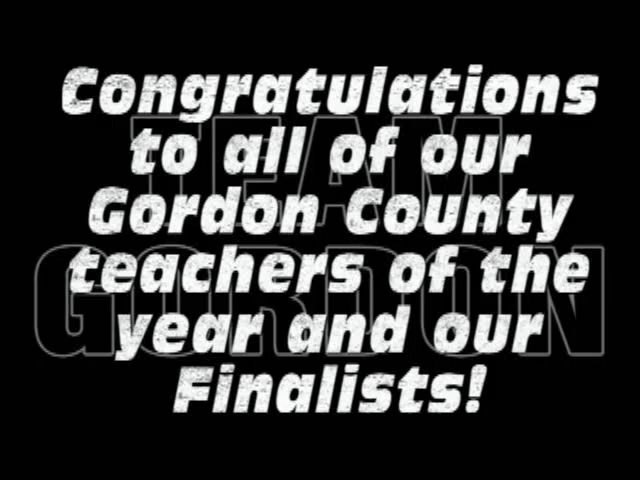 Congratulations
to all of our
Gordon County
teachers of the
year and our
Finalists!
TEAM
GORDON